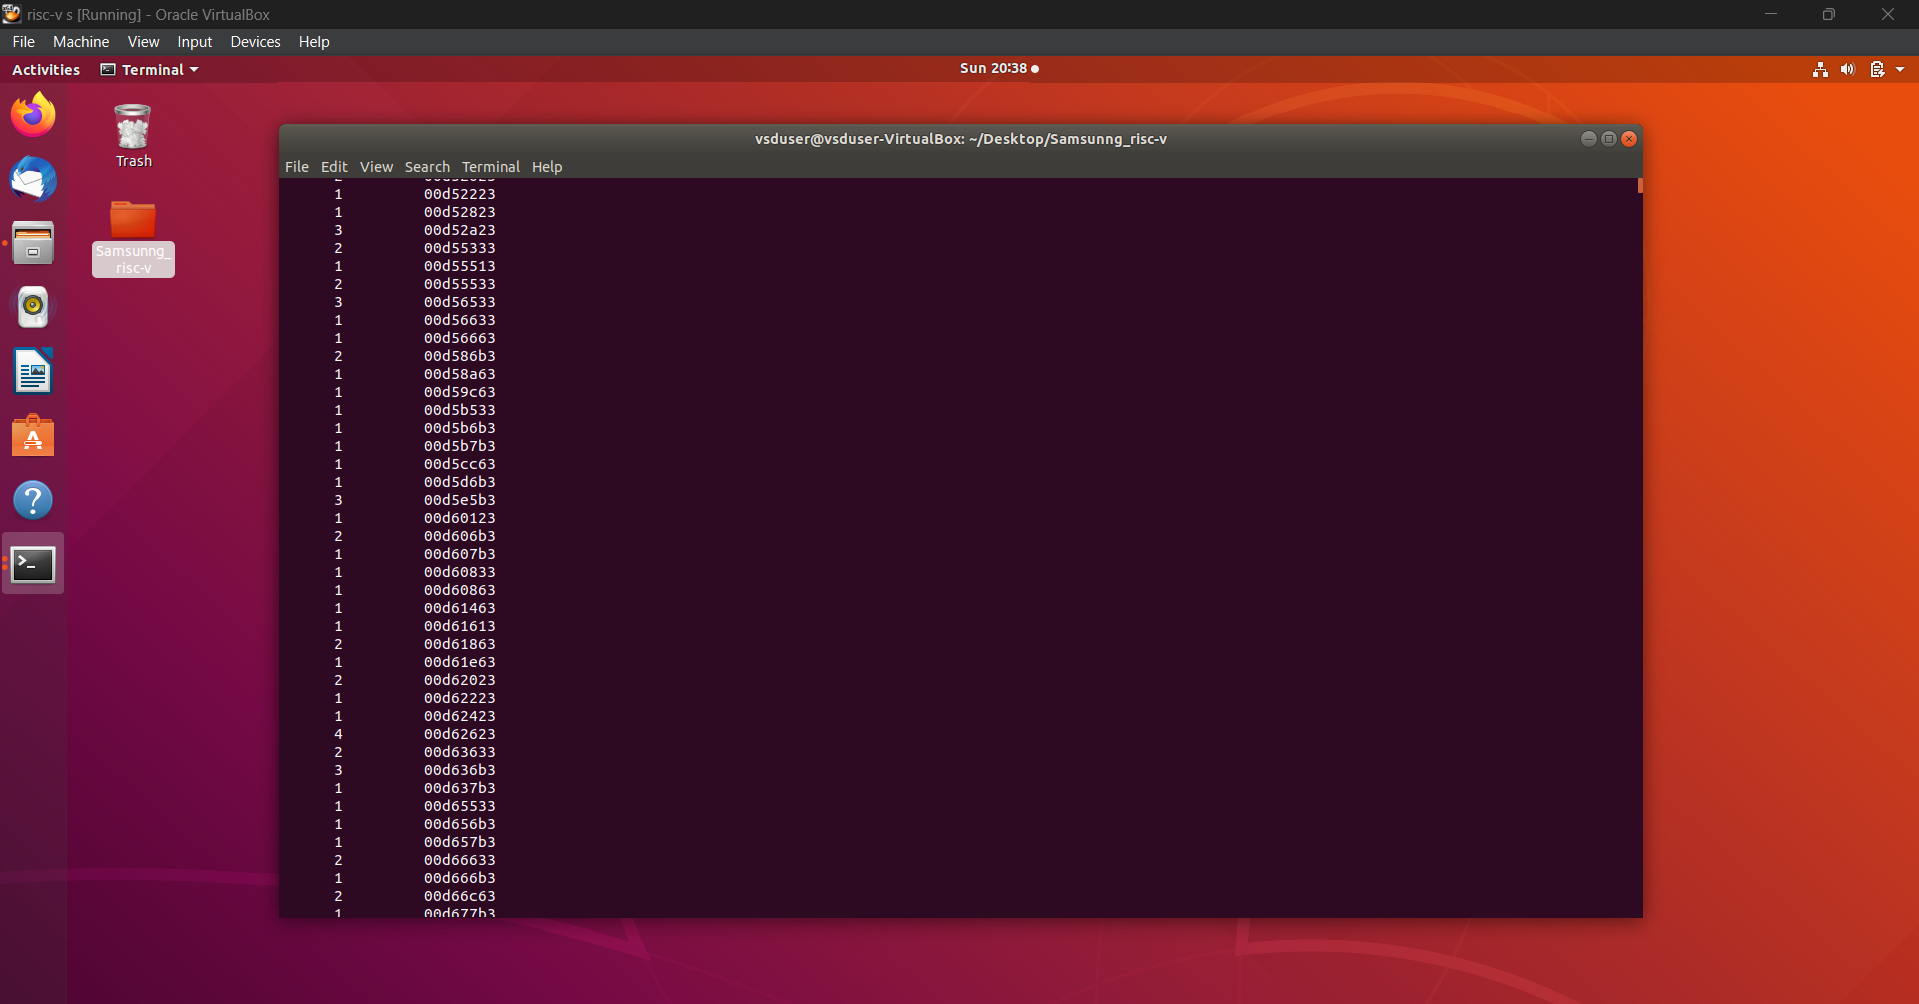 risc-v s [Running] - Oracle VirtualBox
File Machine View Input Devices Help
Activities Terminal Sun 20:38
Trash
Samsunng_
risc-v
vsduser@vsduser-VirtualBox: ~/Desktop/Samsunng_risc-v
File Edit View Search Terminal Help
1 00d52223
1 00d52823
3 00d52a23
2 00d55333
1 00d55513
2 00d55533
3 00d56533
1 00d56633
1 00d56663
2 00d586b3
1 00d58a63
1 00d59c63
1 00d5b533
1 00d5b6b3
1 00d5b7b3
1 00d5cc63
1 00d5d6b3
3 00d5e5b3
1 00d60123
2 00d606b3
1 00d607b3
1 00d60833
1 00d60863
1 00d61463
1 00d61613
2 00d61863
1 00d61e63
2 00d62023
1 00d62223
1 00d62423
4 00d62623
2 00d63633
3 00d636b3
1 00d637b3
1 00d65533
1 00d656b3
1 00d657b3
2 00d66633
1 00d666b3
2 00d66c63
1 00d677b3